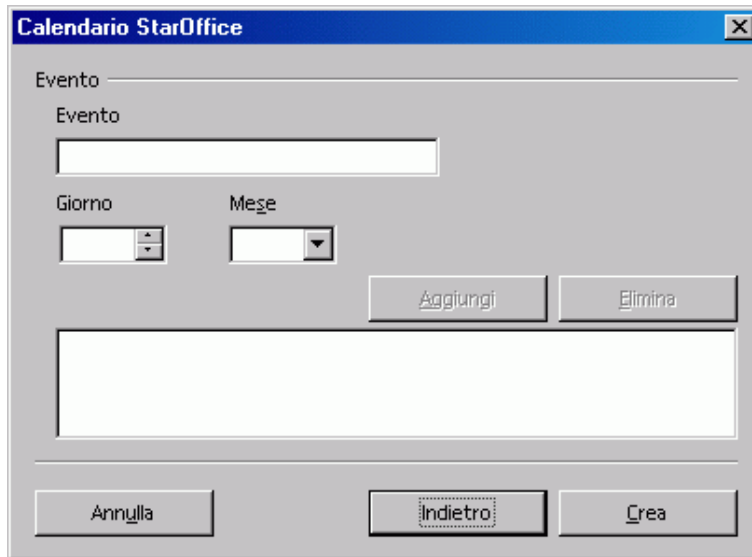 Calendario StarOffice
Evento
Evento
Giorno Mese
Aggiungi Elimina
Annulla Indietro Crea